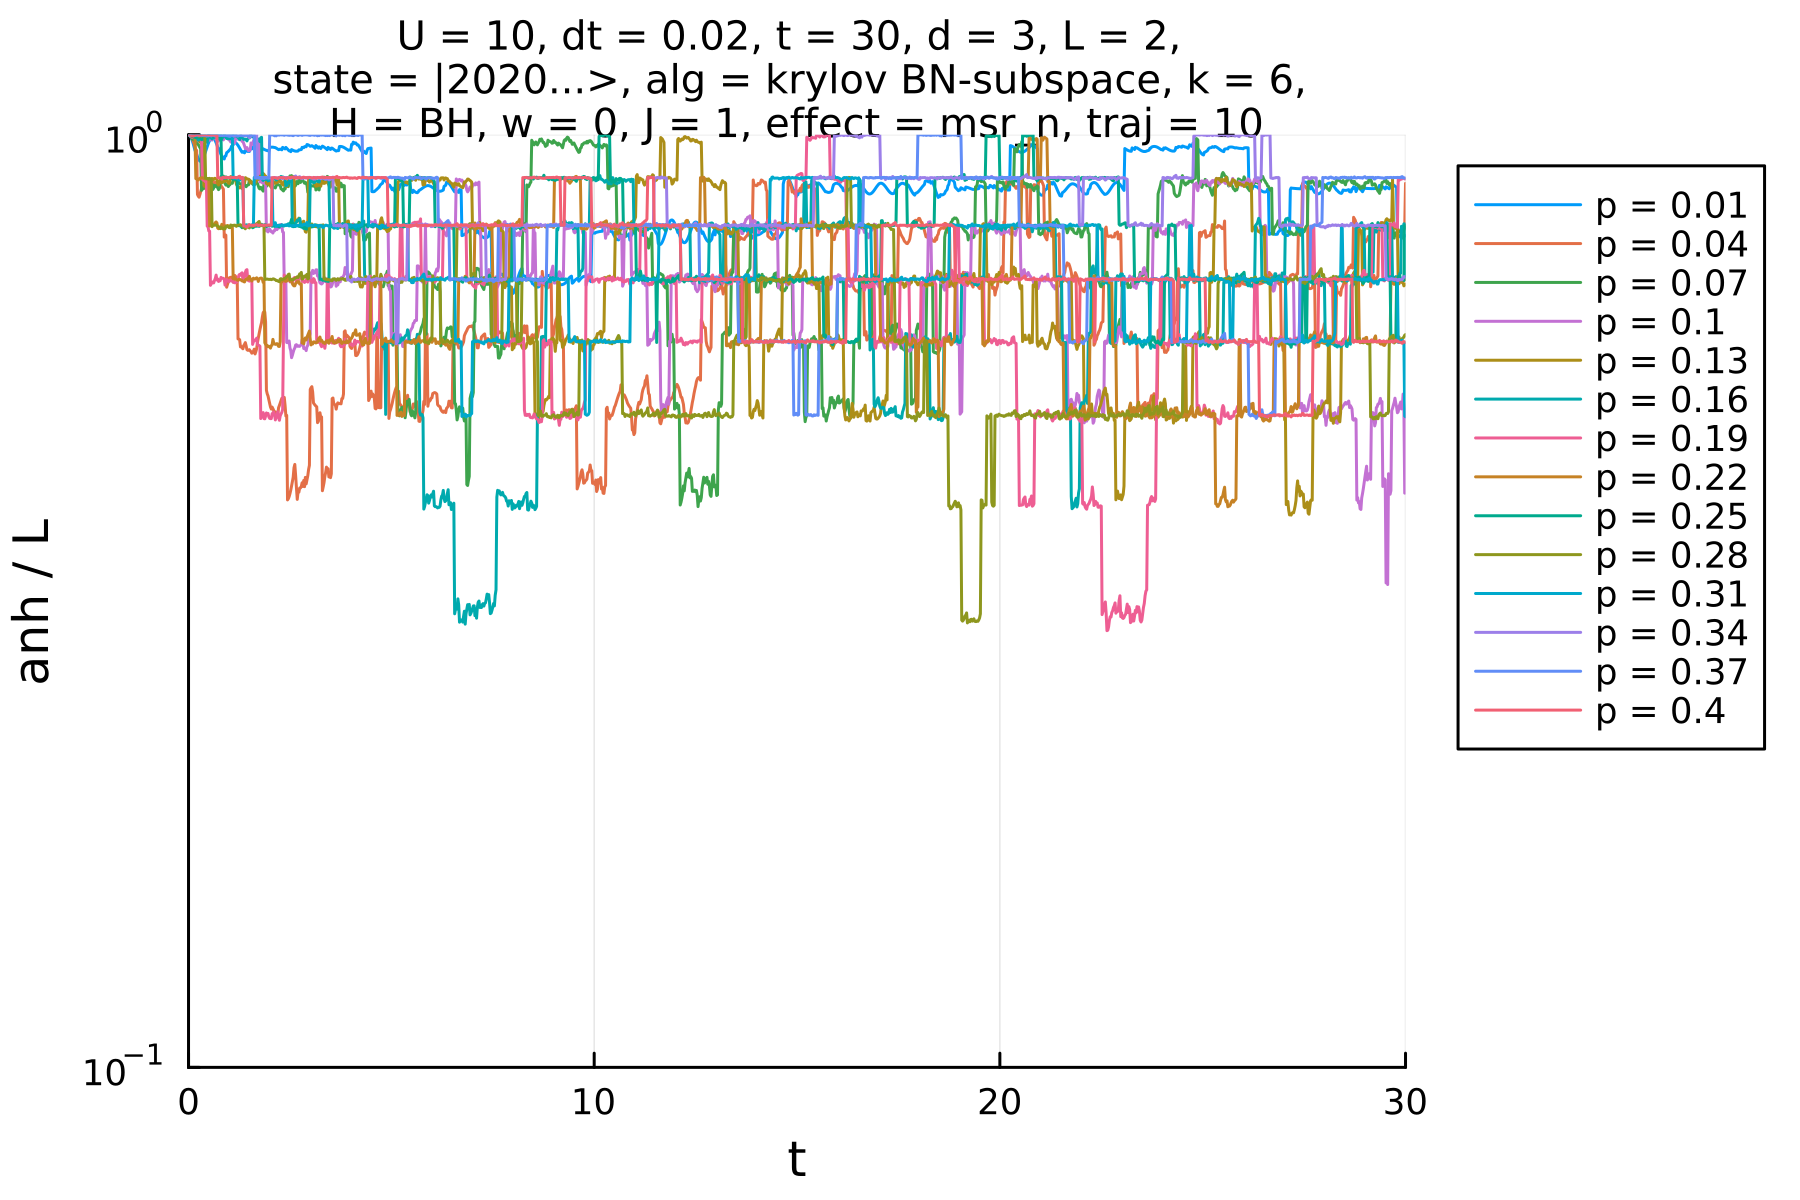 U = 10, dt = 0.02, t = 30, d = 3, L = 2,
state = |2020...>, alg = krylov BN-subspace, k = 6,
H = BH, w = 0, J = 1, effect = msr_n, traj = 10
10⁰
10⁻¹
anh / L
0 10 20 30
t
p = 0.01
p = 0.04
p = 0.07
p = 0.1
p = 0.13
p = 0.16
p = 0.19
p = 0.22
p = 0.25
p = 0.28
p = 0.31
p = 0.34
p = 0.37
p = 0.4